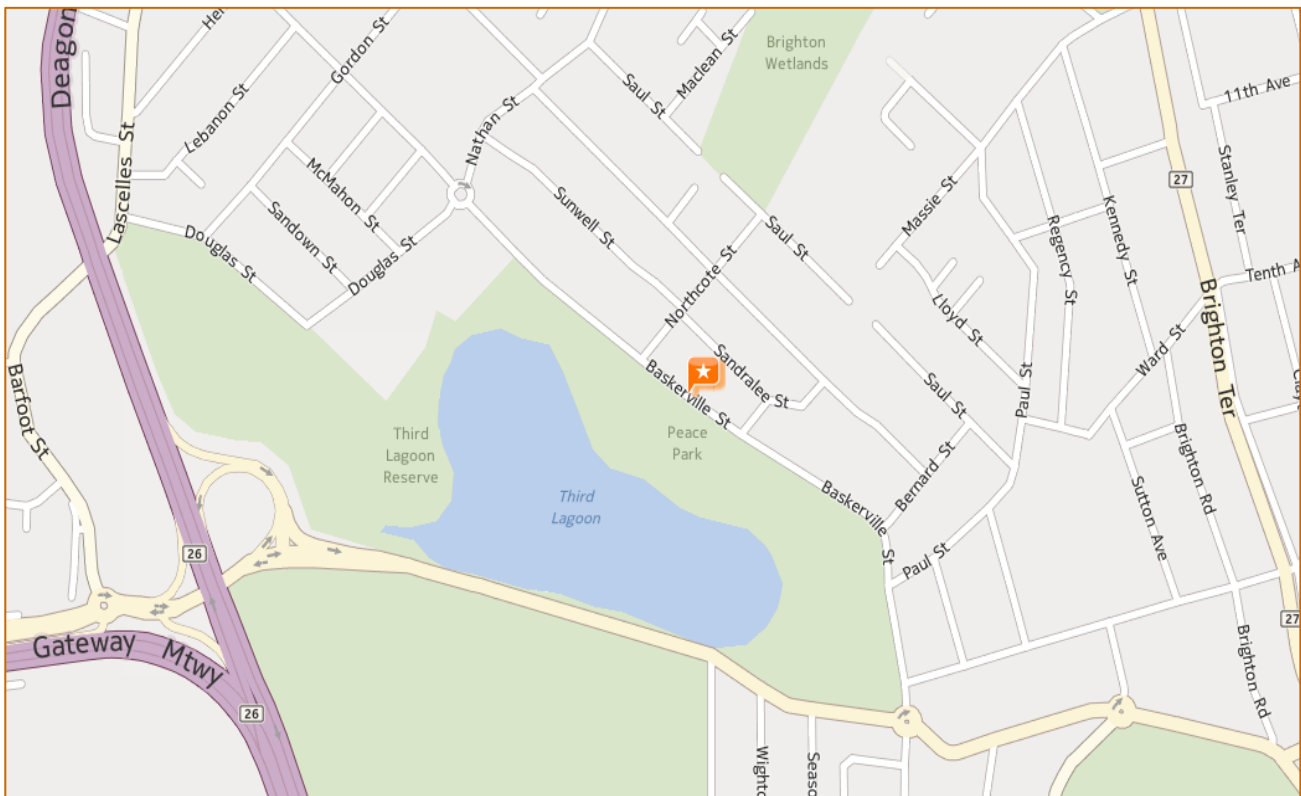 Deagon
Her
Gordon St
Maclean St
Brighton
Wetlands
Saul St
11th Ave
Lebanon St
Nathan St
Lascelles St
McMahon St
Stanley Ter
27
Massie St
Sandown St
Sunwell St
Saul St
Kennedy St
Regency St
Douglas St
Douglas St
Northcote St
Tenth A
Lloyd St
Brighton Ter
Ward St
Sandralee St
Barfoot St
Baskerville St
Paul St
Saul St
Clay
Third
Lagoon
Reserve
Peace
Park
Third
Lagoon
Bernard St
Brighton Rd
Sutton Ave
Baskerville St
26
Paul St
27
Gateway Mtwy
26
Brighton Rd
Wighto
Seaso